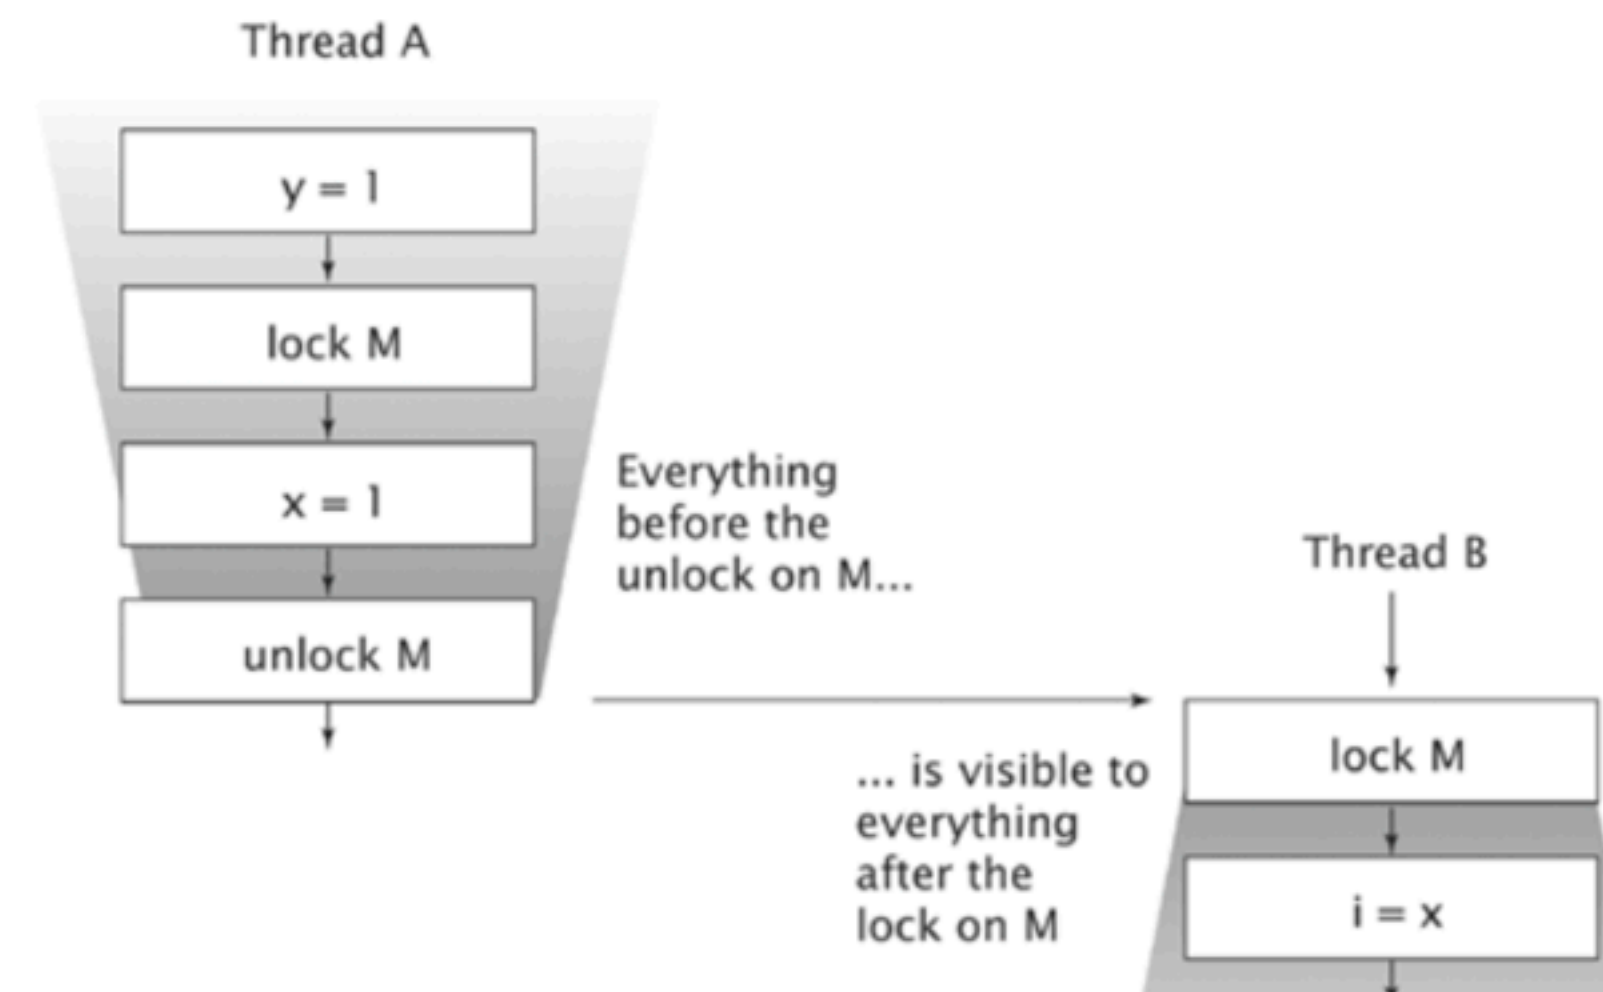 Thread A
y = 1
lock M
x = 1
unlock M
Everything
before the
unlock on M...
Thread B
... is visible to
everything
after the
lock on M
lock M
i = x